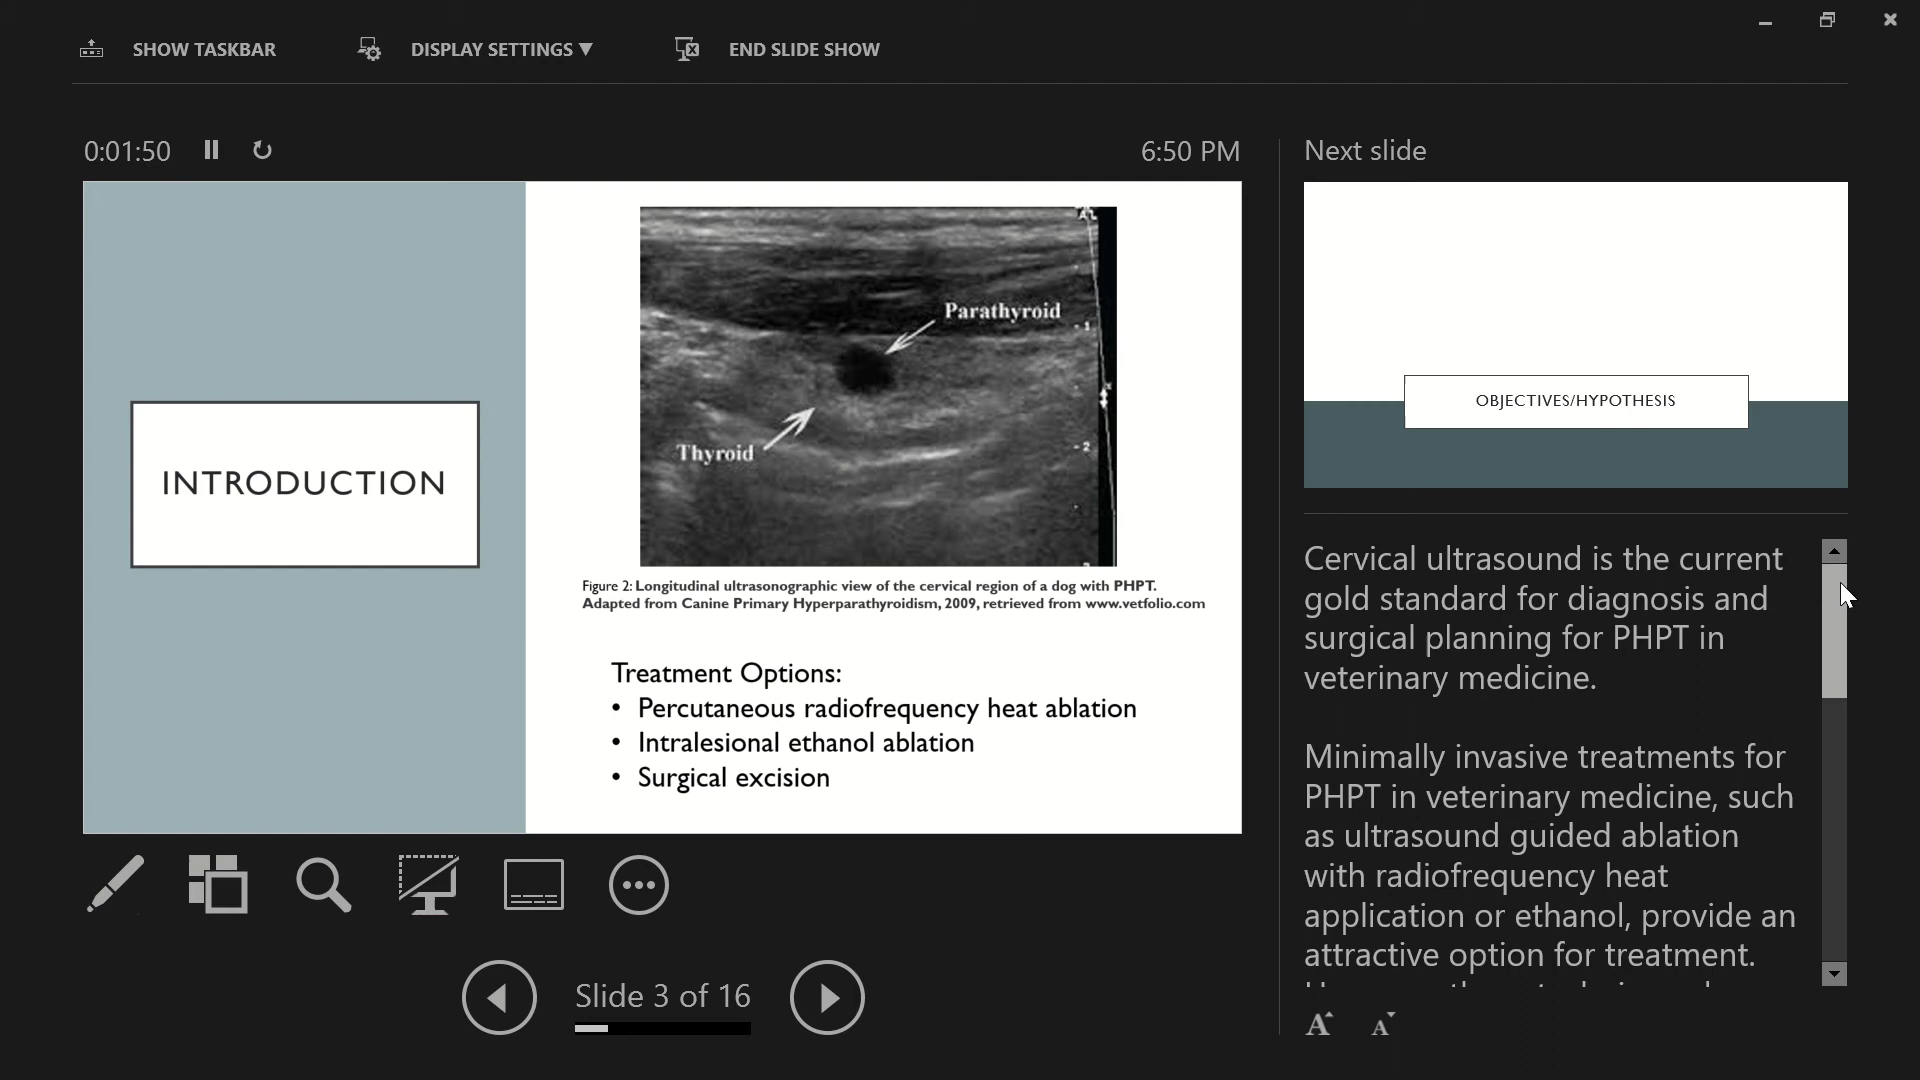 SHOW TASKBAR
DISPLAY SETTINGS ▼
END SLIDE SHOW
0:01:50
6:50 PM
Next slide
INTRODUCTION
Parathyroid
Thyroid
- 1
- 2
Figure 2: Longitudinal ultrasonographic view of the cervical region of a dog with PHPT.
Adapted from Canine Primary Hyperparathyroidism, 2009, retrieved from www.vetfolio.com
Treatment Options:
• Percutaneous radiofrequency heat ablation
• Intralesional ethanol ablation
• Surgical excision
Slide 3 of 16
OBJECTIVES/HYPOTHESIS
Cervical ultrasound is the current
gold standard for diagnosis and
surgical planning for PHPT in
veterinary medicine.
Minimally invasive treatments for
PHPT in veterinary medicine, such
as ultrasound guided ablation
with radiofrequency heat
application or ethanol, provide an
attractive option for treatment.
A A